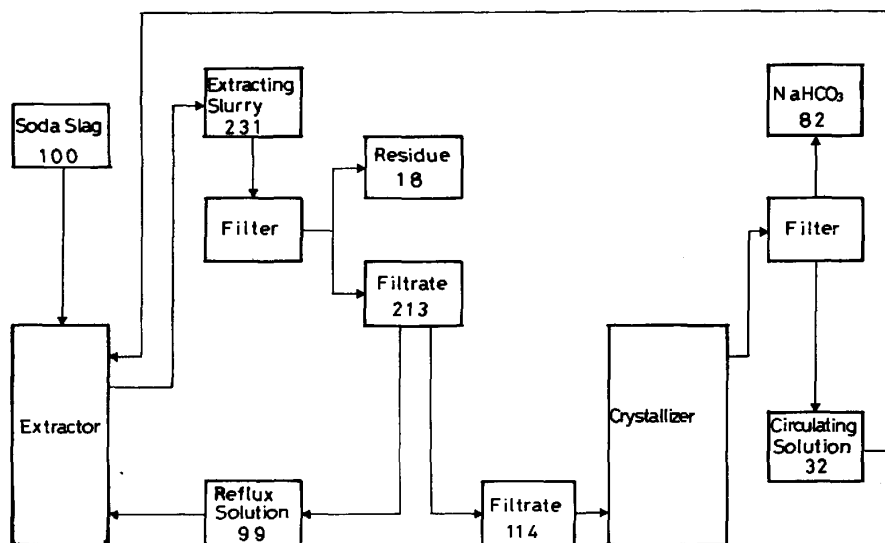 Soda Slag
100
Extracting
Slurry
231
Filter
Residue
18
Filtrate
213
Extractor
Reflux
Solution
99
Filtrate
114
Crystallizer
NaHCO₃
82
Filter
Circulating
Solution
32